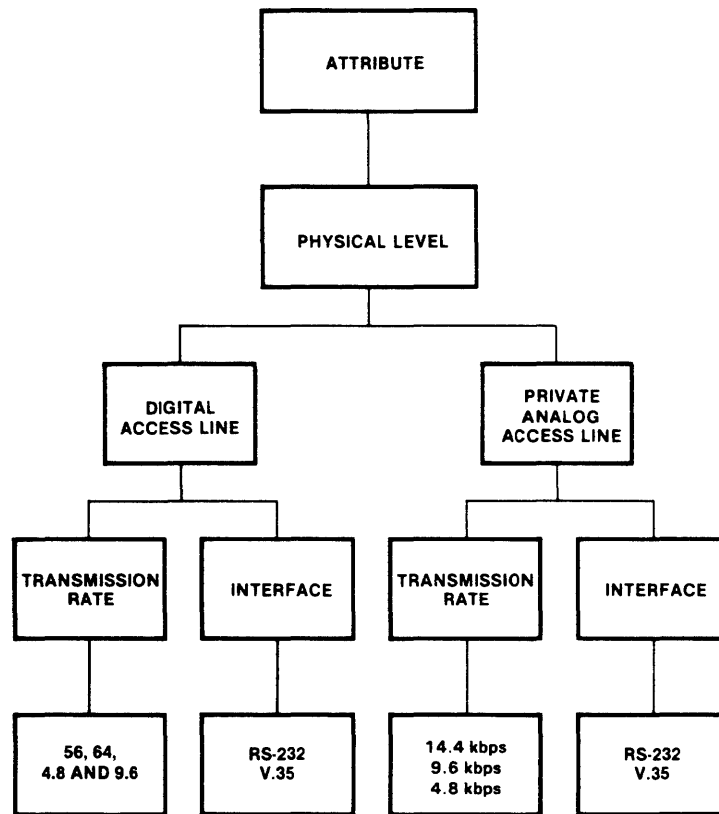 ATTRIBUTE
PHYSICAL LEVEL
DIGITAL
ACCESS LINE
PRIVATE
ANALOG
ACCESS LINE
TRANSMISSION
RATE
INTERFACE
TRANSMISSION
RATE
INTERFACE
56, 64,
4.8 AND 9.6
RS-232
V.35
14.4 kbps
9.6 kbps
4.8 kbps
RS-232
V.35